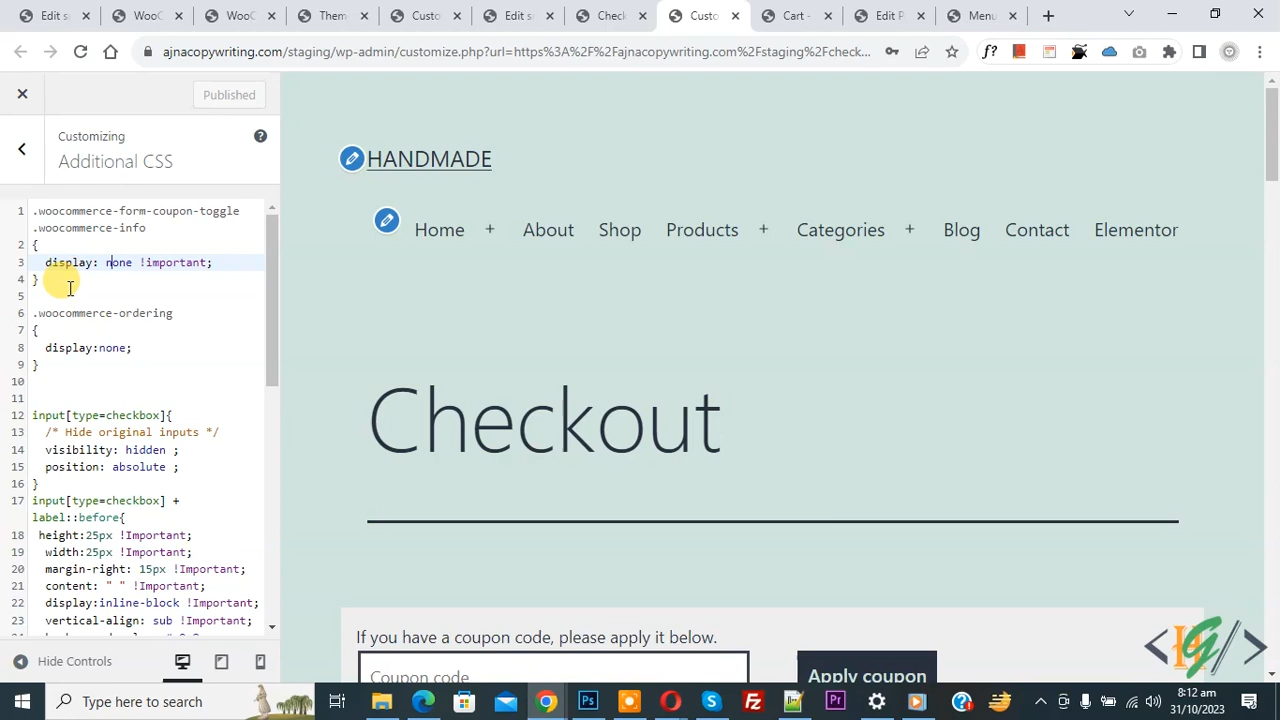 Edit s
WooC
WooC
Them
Custo
Edit s
Check
Custo
Cart -
Edit P
Menu
ajnacopywriting.com/staging/wp-admin/customize.php?url=https%3A%2F%2Fajnacopywriting.com%2Fstaging%2Fcheck...
Published
Customizing
Additional CSS
1 .woocommerce-form-coupon-toggle
.woocommerce-info
2 {
3 display: none !important;
4 }
5
6 .woocommerce-ordering
7 {
8 display:none;
9 }
10
11
12 input[type=checkbox]{
13 /* Hide original inputs */
14 visibility: hidden ;
15 position: absolute ;
16 }
17 input[type=checkbox] +
label::before{
18 height:25px !Important;
19 width:25px !Important;
20 margin-right: 15px !Important;
21 content: " " !Important;
22 display:inline-block !Important;
23 vertical-align: sub !Important;
Hide Controls
HANDMADE
Home + About Shop Products + Categories + Blog Contact Elementor
Checkout
If you have a coupon code, please apply it below.
Coupon code
Apply coupon
Type here to search
8:12 am
31/10/2023